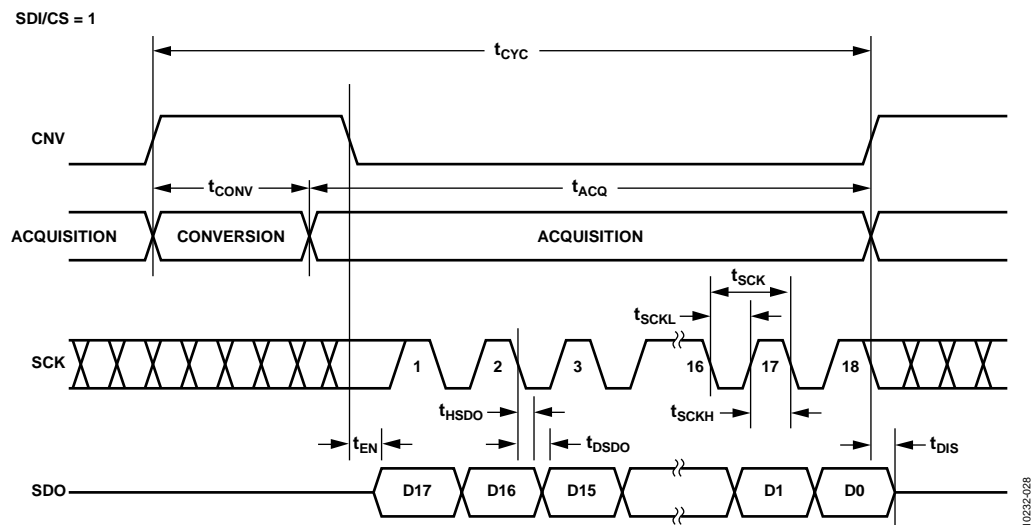 SDI/CS = 1
tCYC
CNV
tCONV
tACQ
ACQUISITION
CONVERSION
ACQUISITION
tSCK
tSCKL
SCK
1
2
3
16
17
18
tHSDO
tSCKH
tEN
tDSDO
tDIS
SDO
D17
D16
D15
D1
D0
10232-028